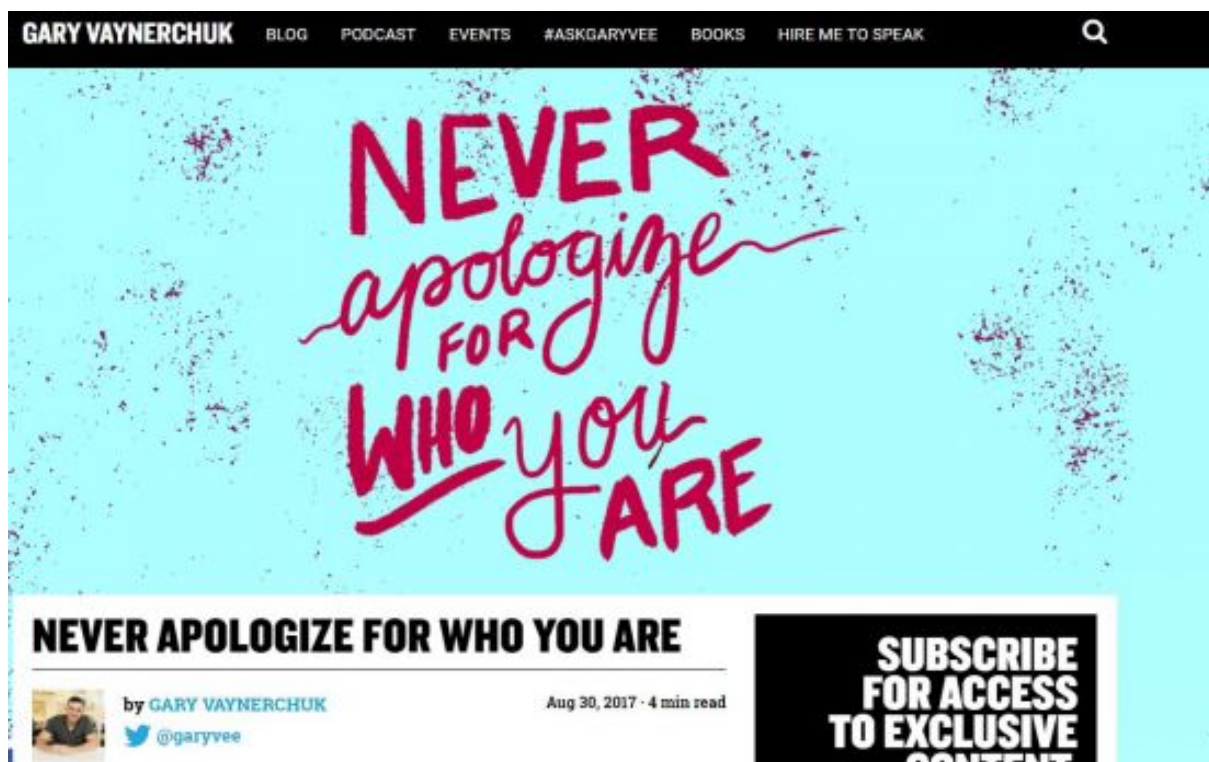 GARY VAYNERCHUK BLOG PODCAST EVENTS #ASKGARYVEE BOOKS HIRE ME TO SPEAK
NEVER
apologize
FOR
WHO you
ARE
NEVER APOLOGIZE FOR WHO YOU ARE
by GARY VAYNERCHUK Aug 30, 2017 · 4 min read
@garyvee
SUBSCRIBE
FOR ACCESS
TO EXCLUSIVE
CONTENT